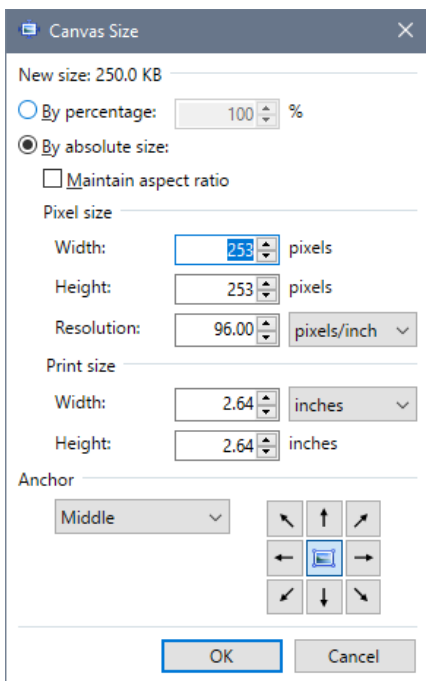 Canvas Size
New size: 250.0 KB
By percentage: 100 %
By absolute size:
Maintain aspect ratio
Pixel size
Width: 253 pixels
Height: 253 pixels
Resolution: 96.00 pixels/inch
Print size
Width: 2.64 inches
Height: 2.64 inches
Anchor
Middle
OK Cancel